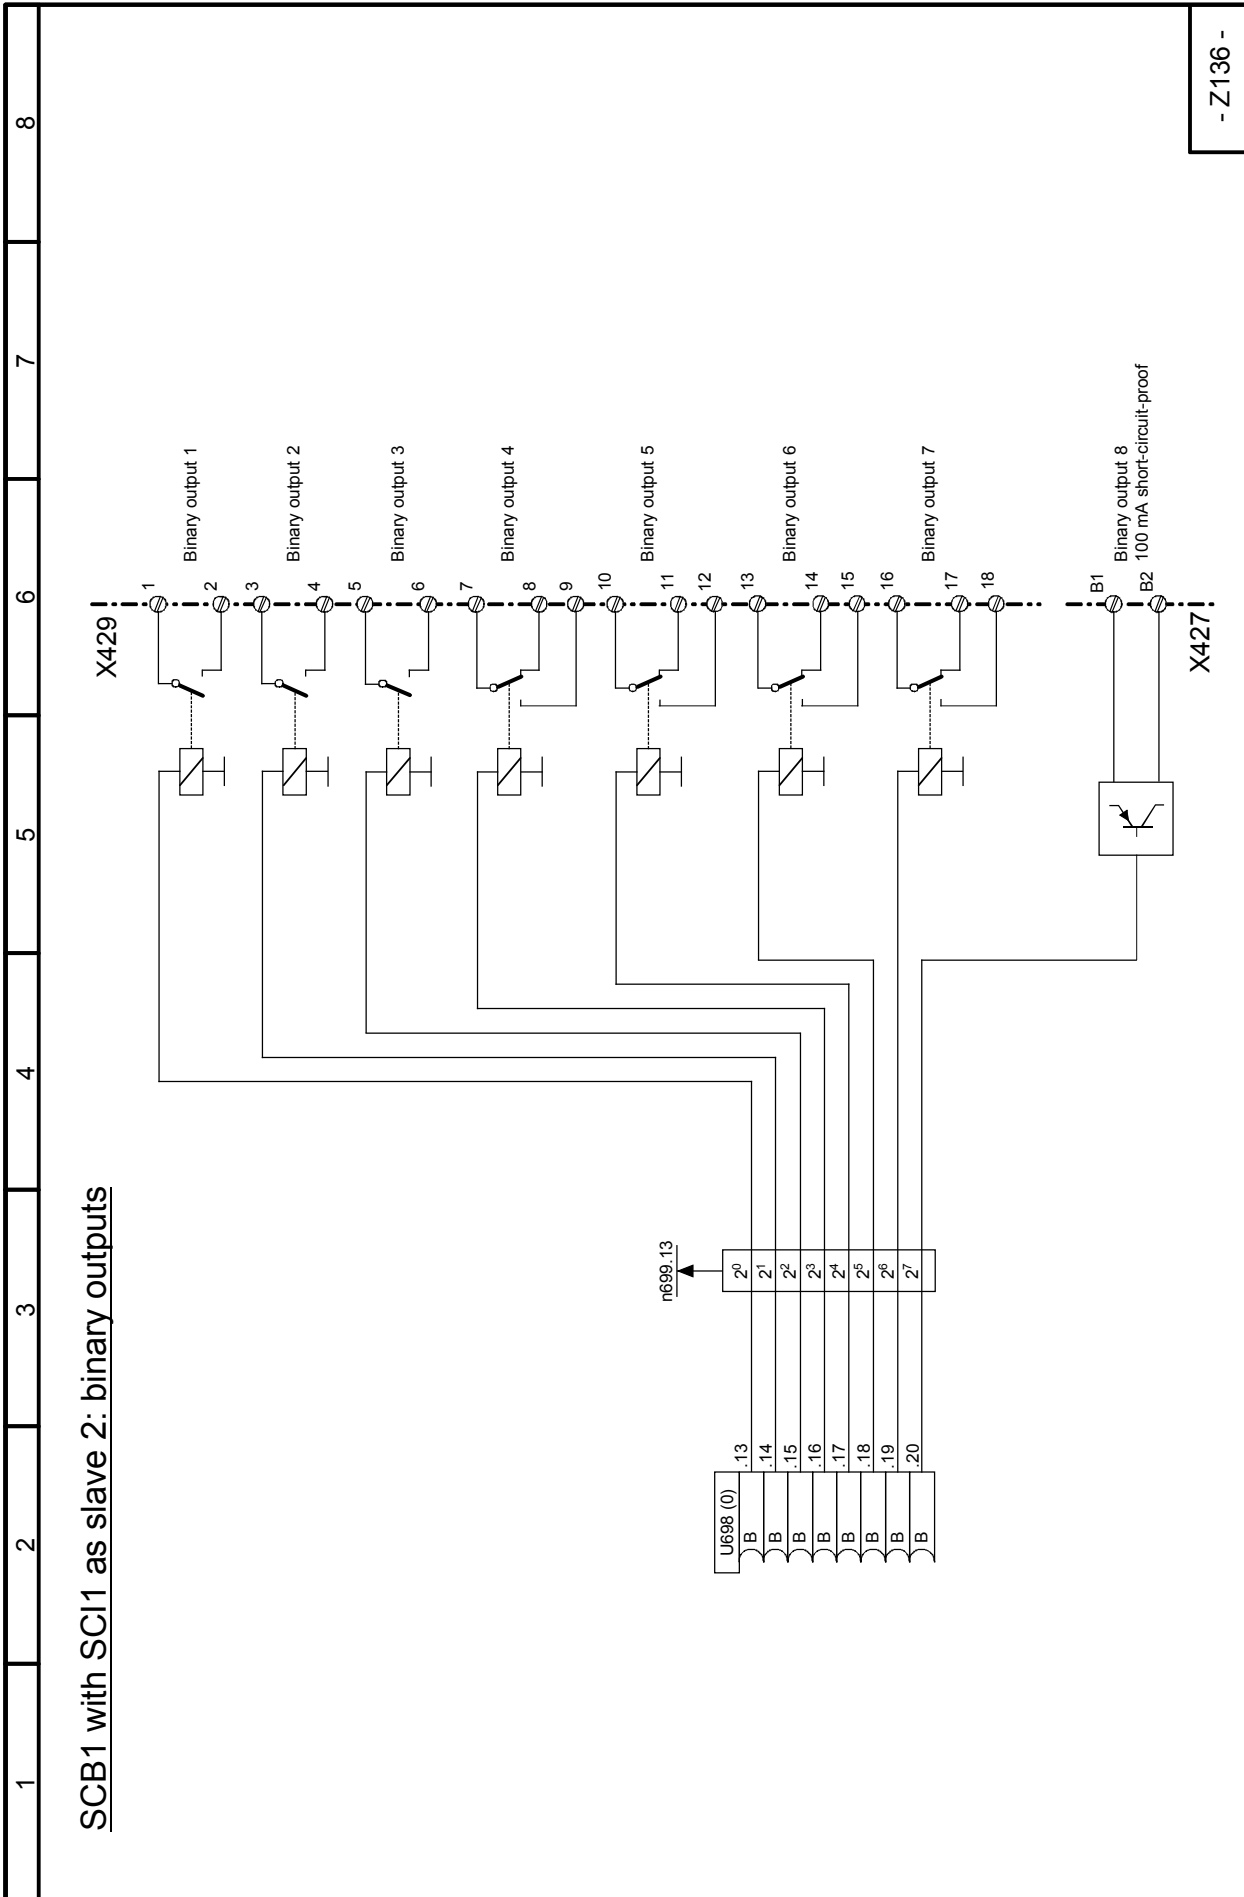 1 2 3 4 5 6 7 8
SCB1 with SCI1 as slave 2: binary outputs
X429
1
Binary output 1
2
3
Binary output 2
4
5
Binary output 3
6
7
Binary output 4
8
9
10
Binary output 5
11
12
13
Binary output 6
14
15
16
Binary output 7
17
18
n699.13
U698 (0)
B .13 2⁰
B .14 2¹
B .15 2²
B .16 2³
B .17 2⁴
B .18 2⁵
B .19 2⁶
B .20 2⁷
B1
Binary output 8
100 mA short-circuit-proof
B2
X427
- Z136 -